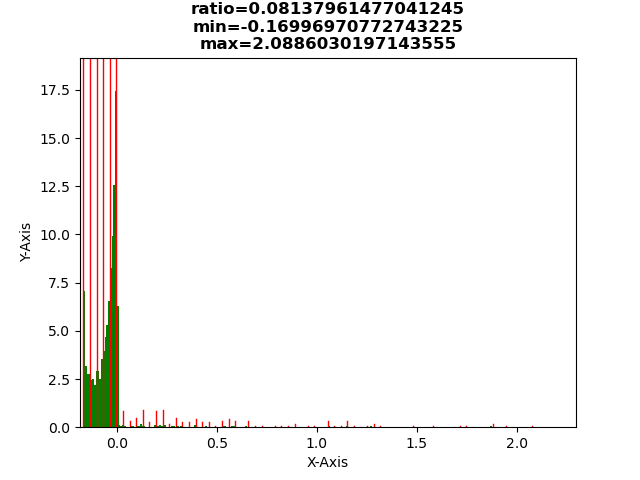 ratio=0.08137961477041245
min=-0.16996970772743225
max=2.0886030197143555
17.5
15.0
12.5
10.0
7.5
5.0
2.5
0.0
Y-Axis
0.0 0.5 1.0 1.5 2.0
X-Axis